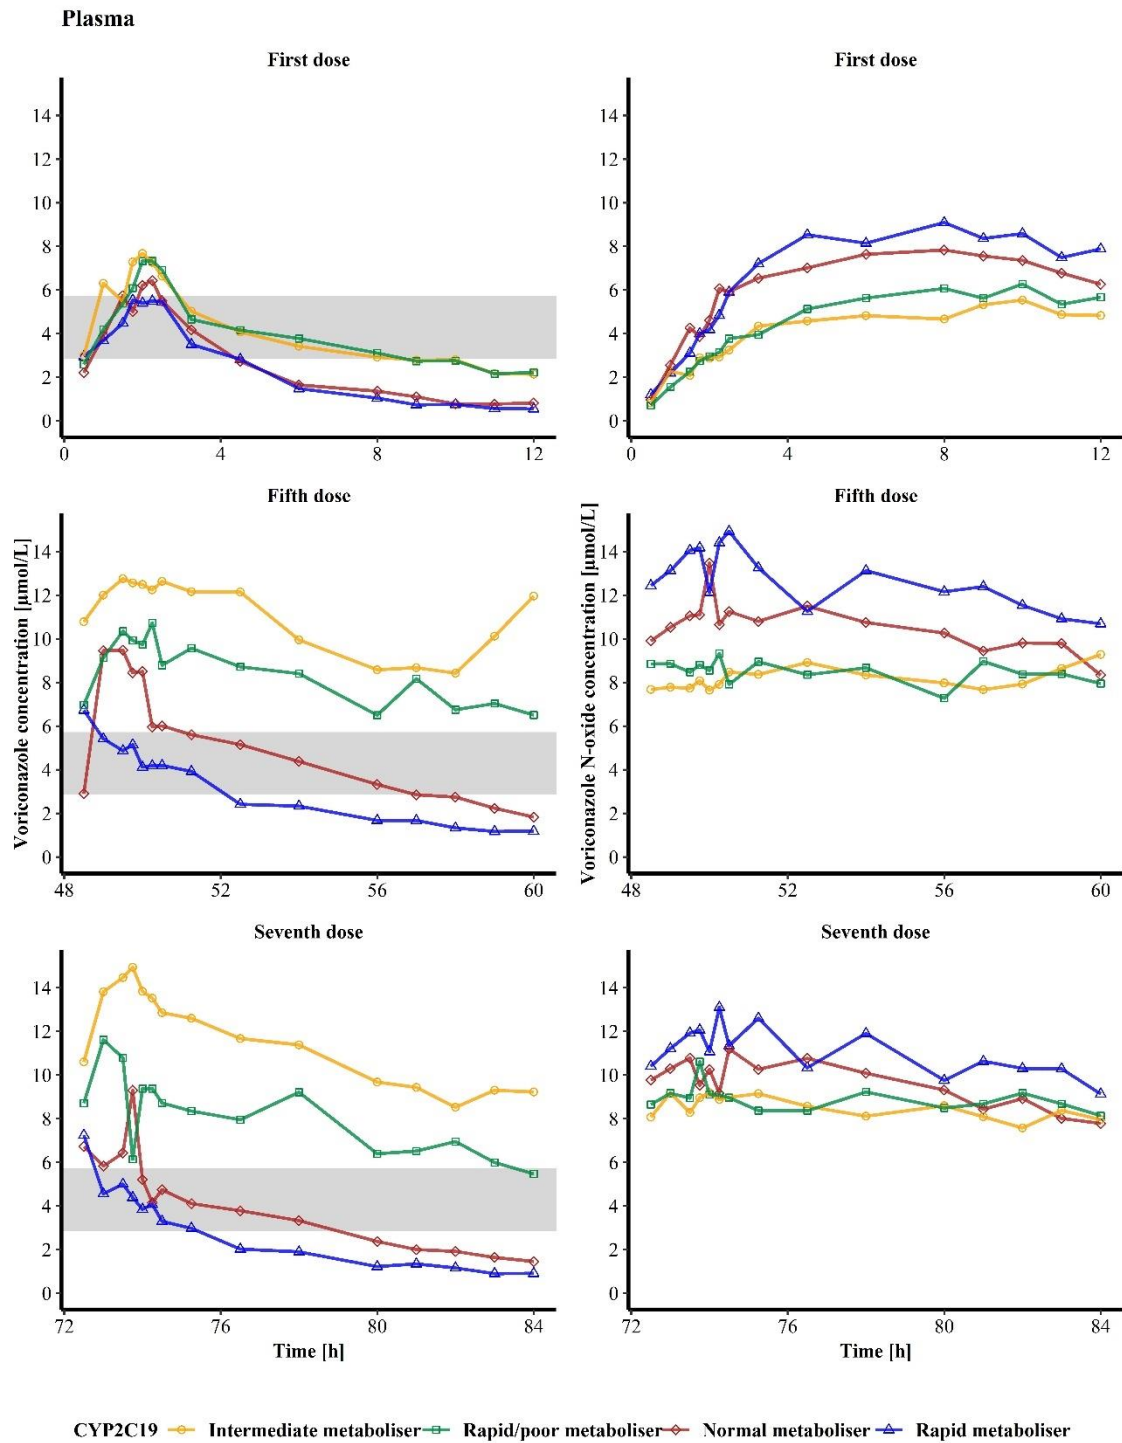 Plasma
First dose
First dose
14
12
10
8
6
4
2
0
0 4 8 12
14
12
10
8
6
4
2
0
0 4 8 12
Fifth dose
Fifth dose
Voriconazole concentration [µmol/L]
14
12
10
8
6
4
2
0
48 52 56 60
Voriconazole N-oxide concentration [µmol/L]
14
12
10
8
6
4
2
0
48 52 56 60
Seventh dose
Seventh dose
14
12
10
8
6
4
2
0
72 76 80 84
Time [h]
14
12
10
8
6
4
2
0
72 76 80 84
Time [h]
CYP2C19 Intermediate metaboliser Rapid/poor metaboliser Normal metaboliser Rapid metaboliser